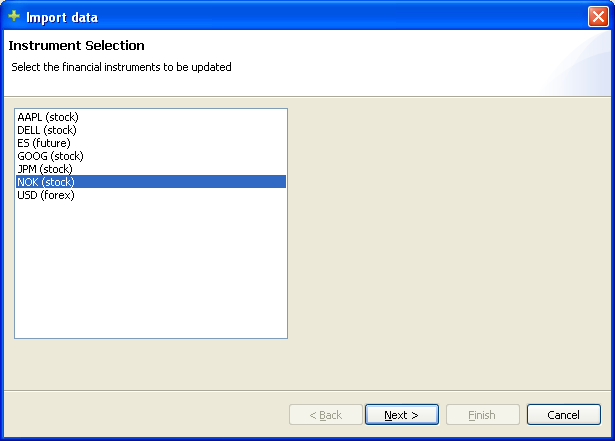 Import data
Instrument Selection
Select the financial instruments to be updated
AAPL (stock)
DELL (stock)
ES (future)
GOOG (stock)
JPM (stock)
NOK (stock)
USD (forex)
< Back
Next >
Finish
Cancel